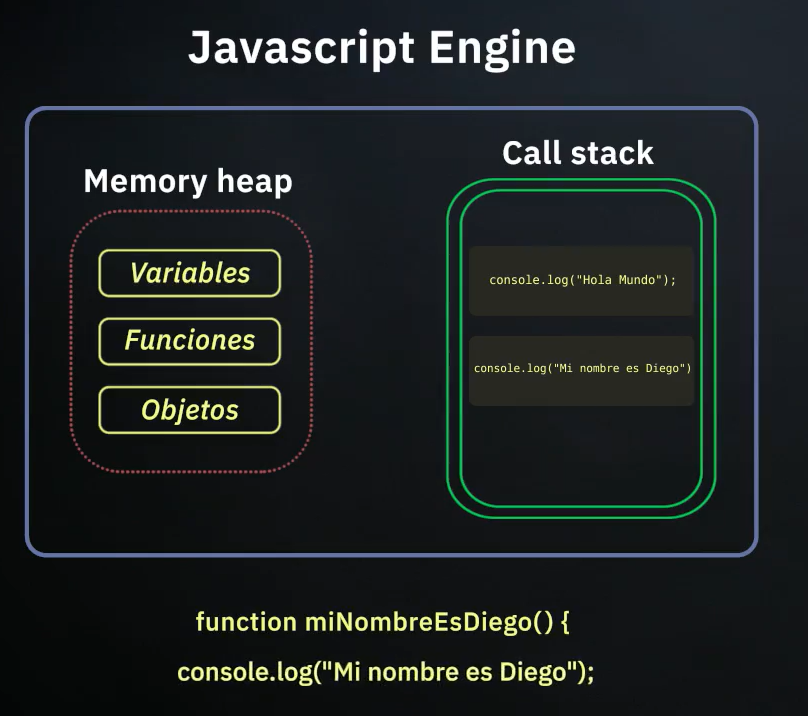 Javascript Engine
Call stack
Memory heap
Variables
Funciones
Objetos
console.log("Hola Mundo");
console.log("Mi nombre es Diego")
function miNombreEsDiego() {
console.log("Mi nombre es Diego");